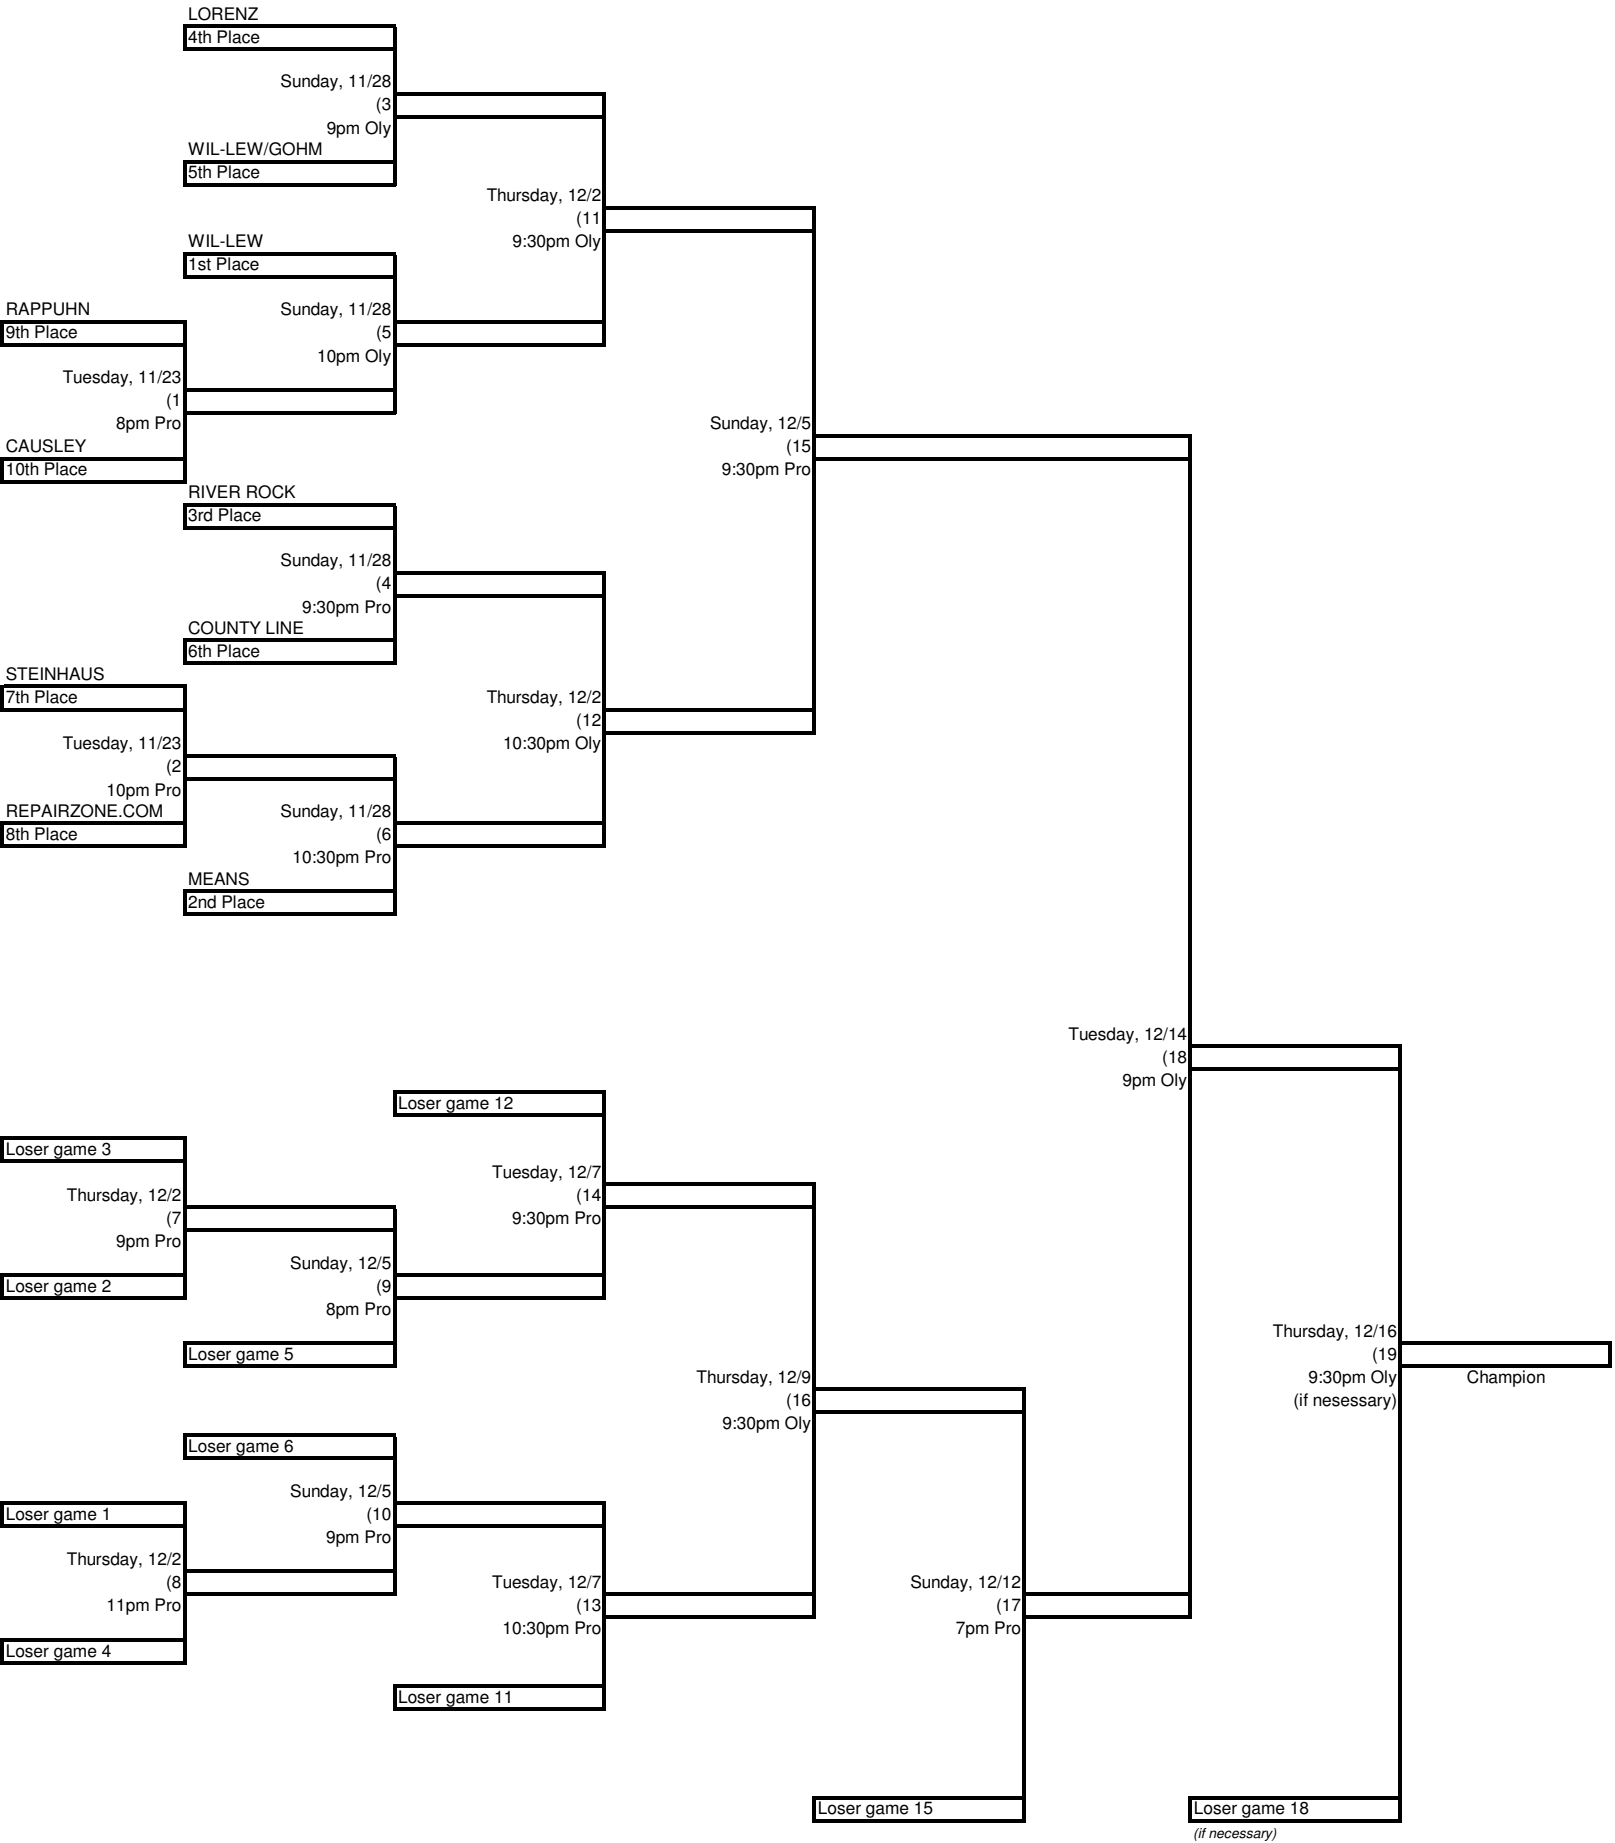 LORENZ
4th Place
Sunday, 11/28
(3
9pm Oly
WIL-LEW/GOHM
5th Place
Thursday, 12/2
(11
9:30pm Oly
WIL-LEW
1st Place
RAPPUHN
9th Place
Sunday, 11/28
(5
10pm Oly
Tuesday, 11/23
(1
8pm Pro
CAUSLEY
10th Place
Sunday, 12/5
(15
9:30pm Pro
RIVER ROCK
3rd Place
Sunday, 11/28
(4
9:30pm Pro
COUNTY LINE
6th Place
STEINHAUS
7th Place
Thursday, 12/2
(12
10:30pm Oly
Tuesday, 11/23
(2
10pm Pro
REPAIRZONE.COM
8th Place
Sunday, 11/28
(6
10:30pm Pro
MEANS
2nd Place
Tuesday, 12/14
(18
9pm Oly
Loser game 12
Loser game 3
Tuesday, 12/7
(14
9:30pm Pro
Thursday, 12/2
(7
9pm Pro
Loser game 2
Sunday, 12/5
(9
8pm Pro
Loser game 5
Thursday, 12/16
(19
9:30pm Oly
(if nesessary)
Champion
Thursday, 12/9
(16
9:30pm Oly
Loser game 6
Sunday, 12/5
(10
9pm Pro
Loser game 1
Thursday, 12/2
(8
11pm Pro
Loser game 4
Tuesday, 12/7
(13
10:30pm Pro
Sunday, 12/12
(17
7pm Pro
Loser game 11
Loser game 15
Loser game 18
(if necessary)